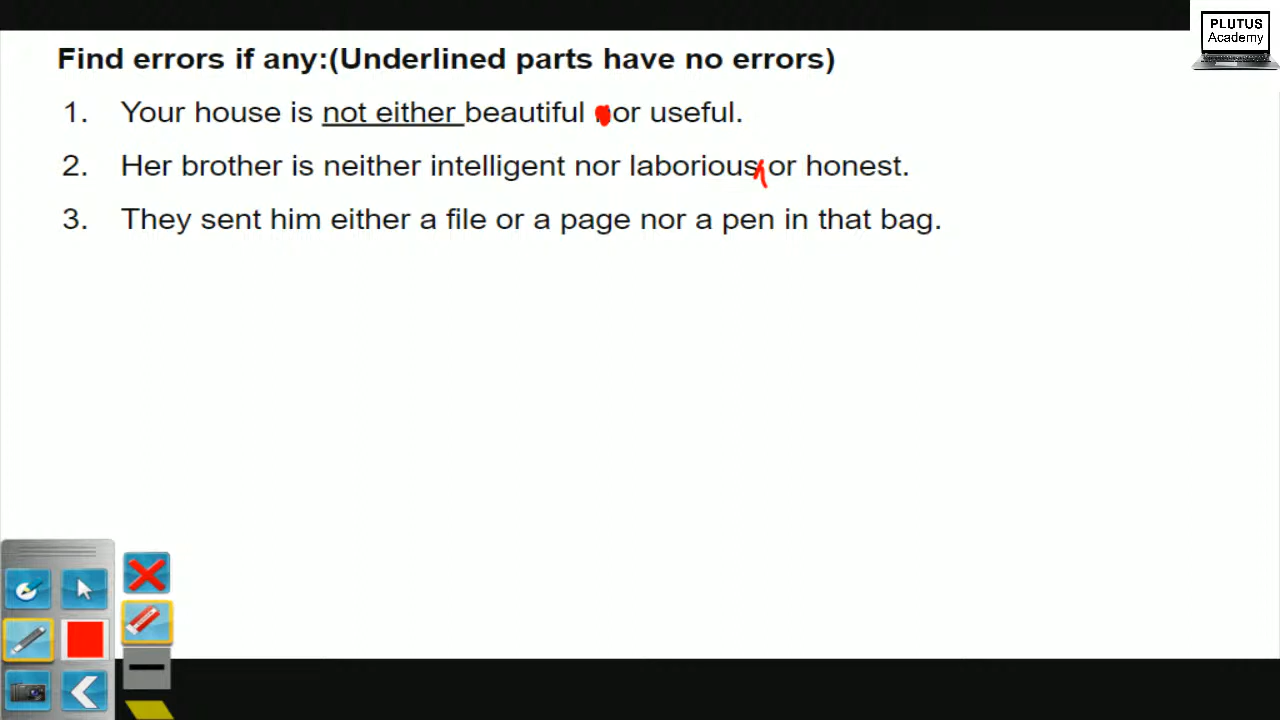 PLUTUS
Academy
Find errors if any:(Underlined parts have no errors)
1. Your house is not either beautiful nor useful.
2. Her brother is neither intelligent nor laborious or honest.
3. They sent him either a file or a page nor a pen in that bag.